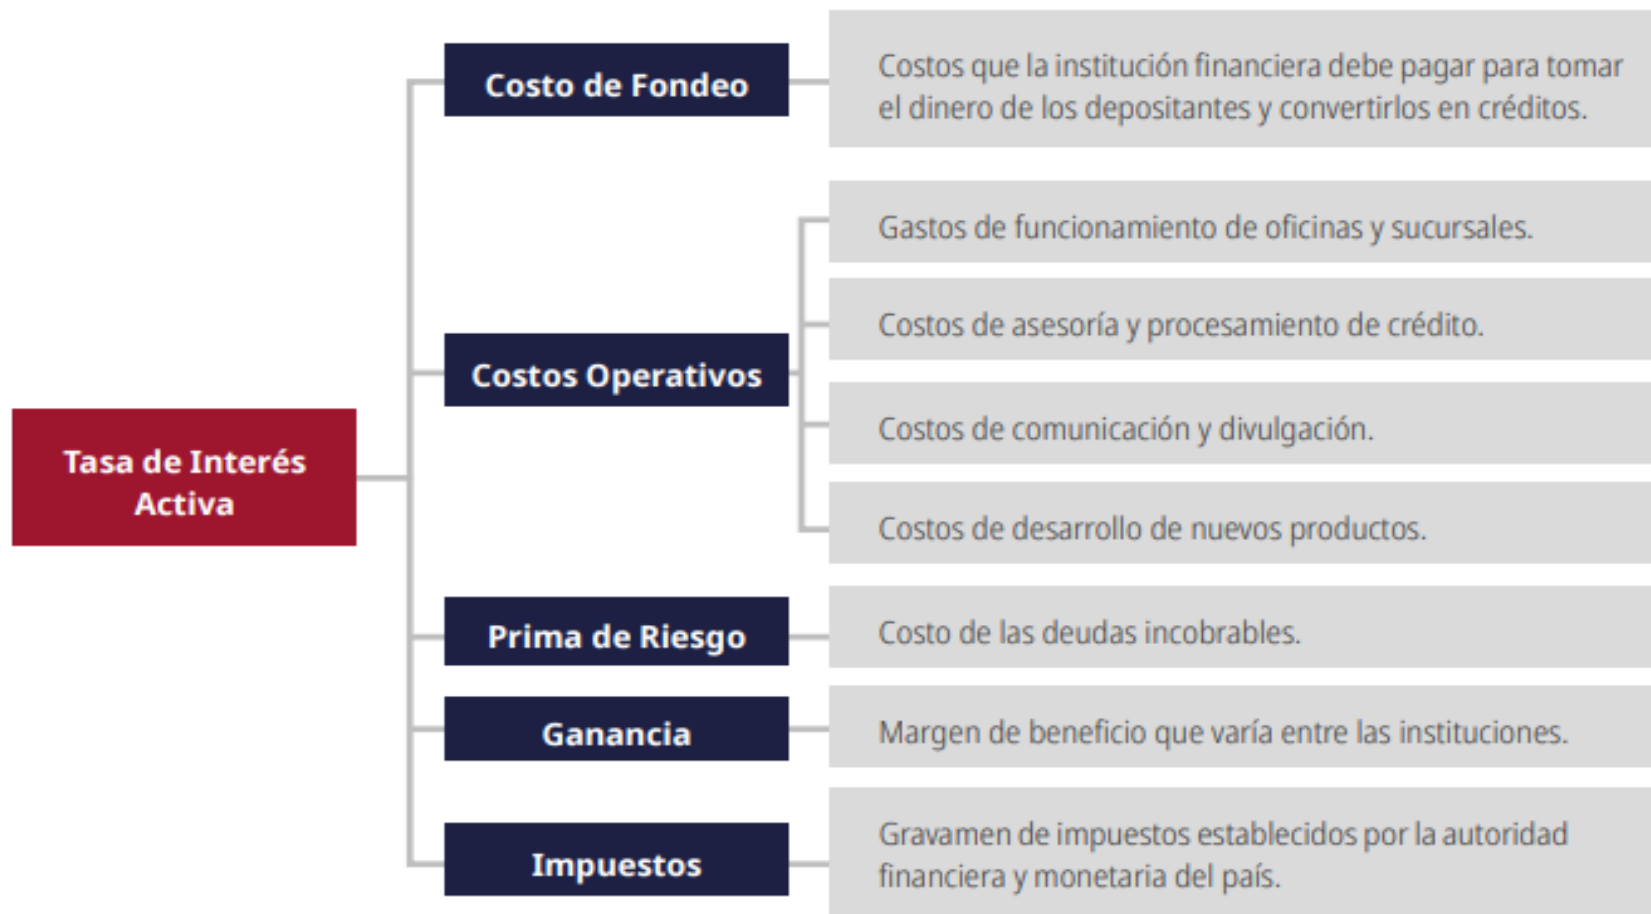 Costo de Fondeo
Costos que la institución financiera debe pagar para tomar
el dinero de los depositantes y convertirlos en créditos.
Gastos de funcionamiento de oficinas y sucursales.
Costos de asesoría y procesamiento de crédito.
Costos Operativos
Costos de comunicación y divulgación.
Costos de desarrollo de nuevos productos.
Tasa de Interés
Activa
Prima de Riesgo
Costo de las deudas incobrables.
Ganancia
Margen de beneficio que varía entre las instituciones.
Impuestos
Gravamen de impuestos establecidos por la autoridad
financiera y monetaria del país.